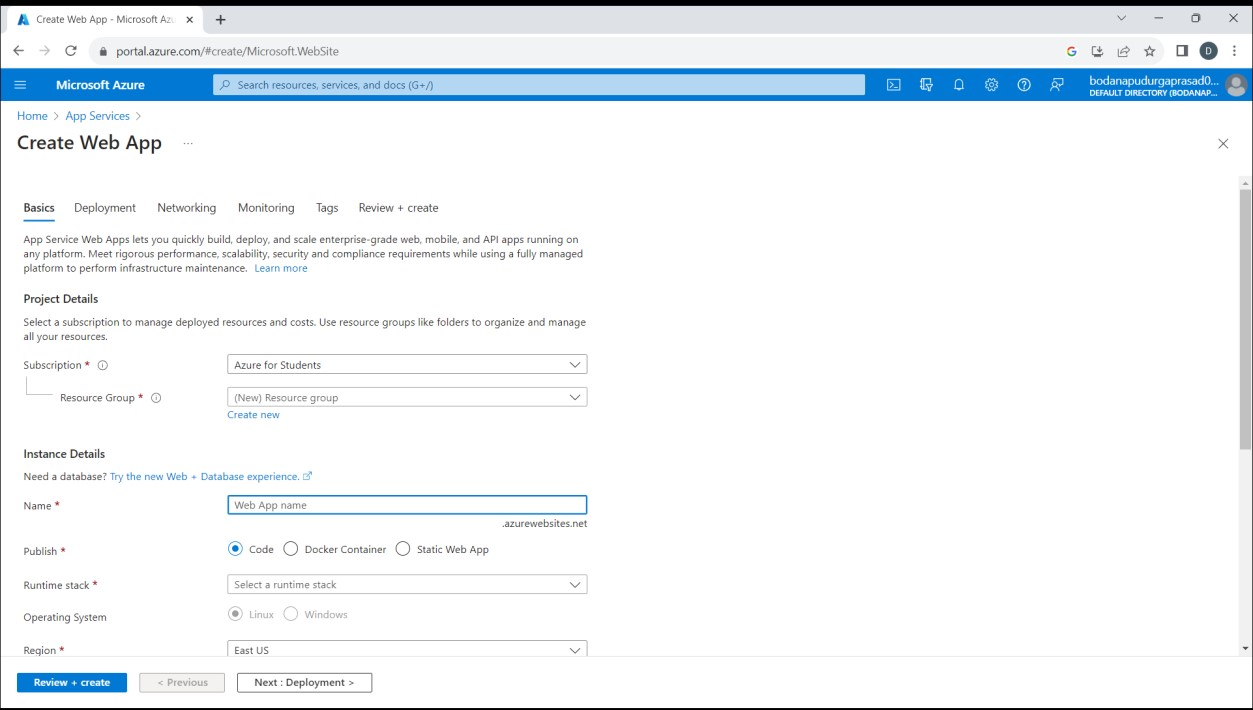 Create Web App - Microsoft Azu
portal.azure.com/#create/Microsoft.WebSite
G
D
Microsoft Azure
Search resources, services, and docs (G+/)
bodanapudurgaprasad0...
DEFAULT DIRECTORY (BODANAP...
Home > App Services >
Create Web App ...
Basics Deployment Networking Monitoring Tags Review + create
App Service Web Apps lets you quickly build, deploy, and scale enterprise-grade web, mobile, and API apps running on
any platform. Meet rigorous performance, scalability, security and compliance requirements while using a fully managed
platform to perform infrastructure maintenance. Learn more
Project Details
Select a subscription to manage deployed resources and costs. Use resource groups like folders to organize and manage
all your resources.
Subscription * Azure for Students
Resource Group * (New) Resource group
Create new
Instance Details
Need a database? Try the new Web + Database experience.
Name * Web App name
.azurewebsites.net
Publish * Code Docker Container Static Web App
Runtime stack * Select a runtime stack
Operating System Linux Windows
Region * East US
Review + create < Previous Next : Deployment >